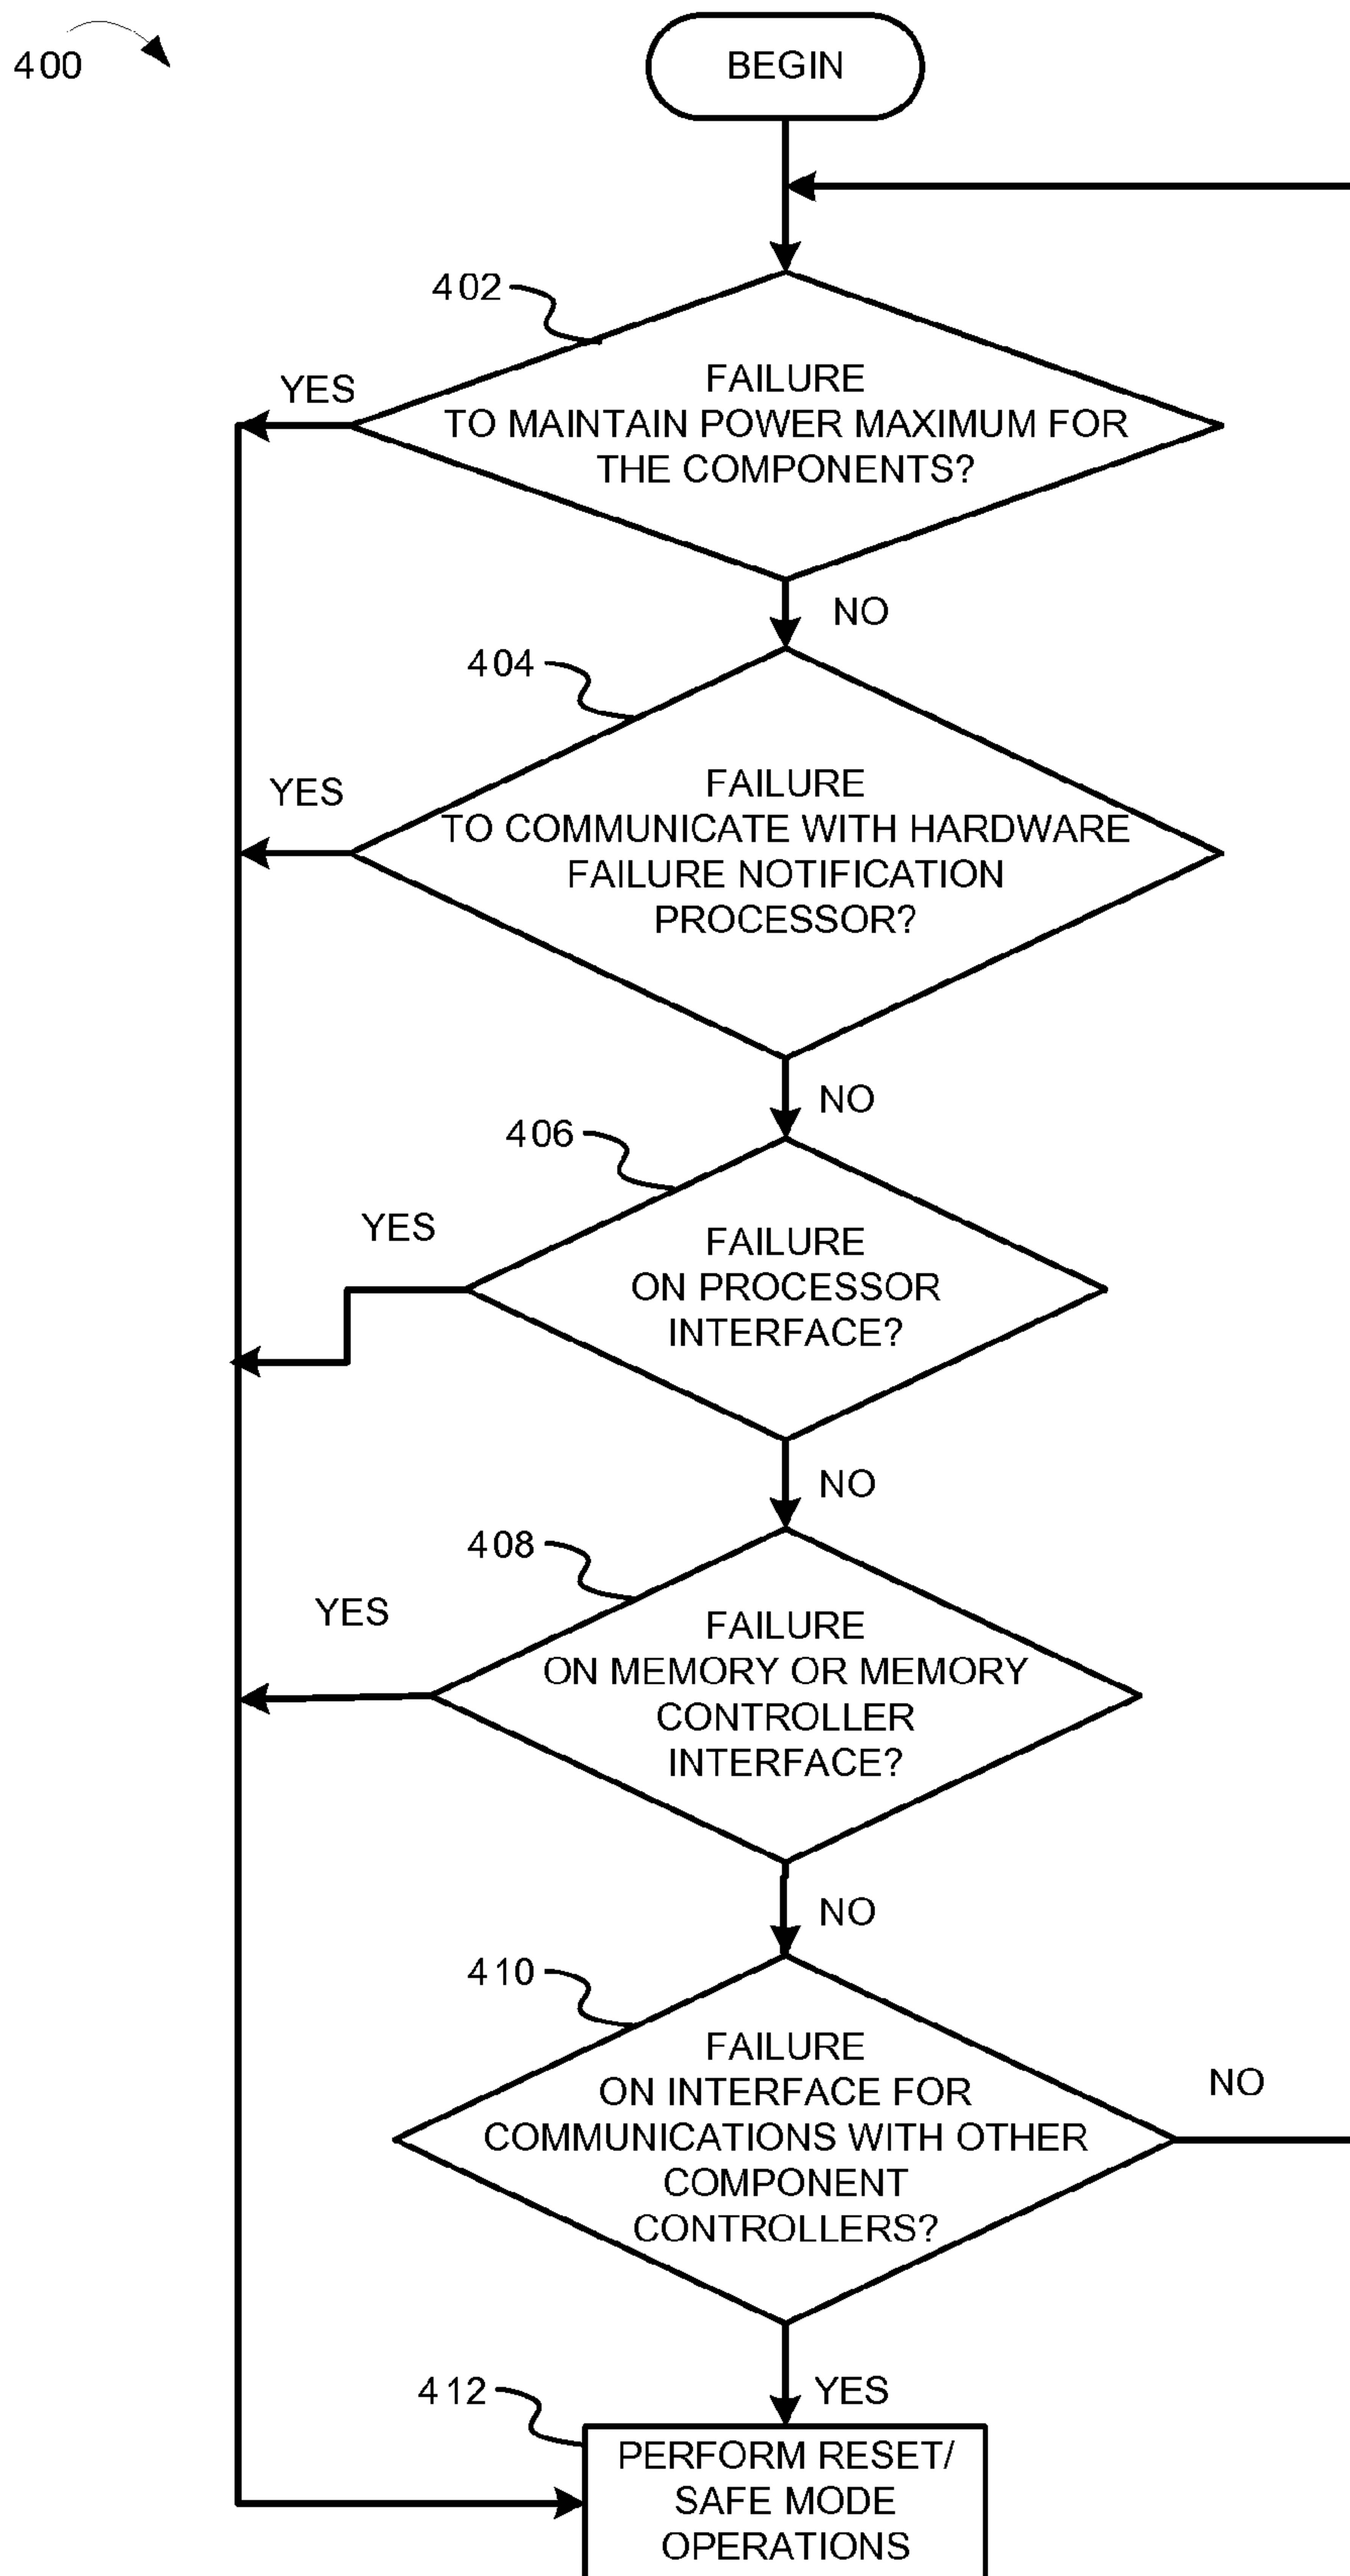 400
BEGIN
402
YES
FAILURE
TO MAINTAIN POWER MAXIMUM FOR
THE COMPONENTS?
NO
404
YES
FAILURE
TO COMMUNICATE WITH HARDWARE
FAILURE NOTIFICATION
PROCESSOR?
NO
406
YES
FAILURE
ON PROCESSOR
INTERFACE?
NO
408
YES
FAILURE
ON MEMORY OR MEMORY
CONTROLLER
INTERFACE?
NO
410
FAILURE
ON INTERFACE FOR
COMMUNICATIONS WITH OTHER
COMPONENT
CONTROLLERS?
NO
YES
412
PERFORM RESET/
SAFE MODE
OPERATIONS